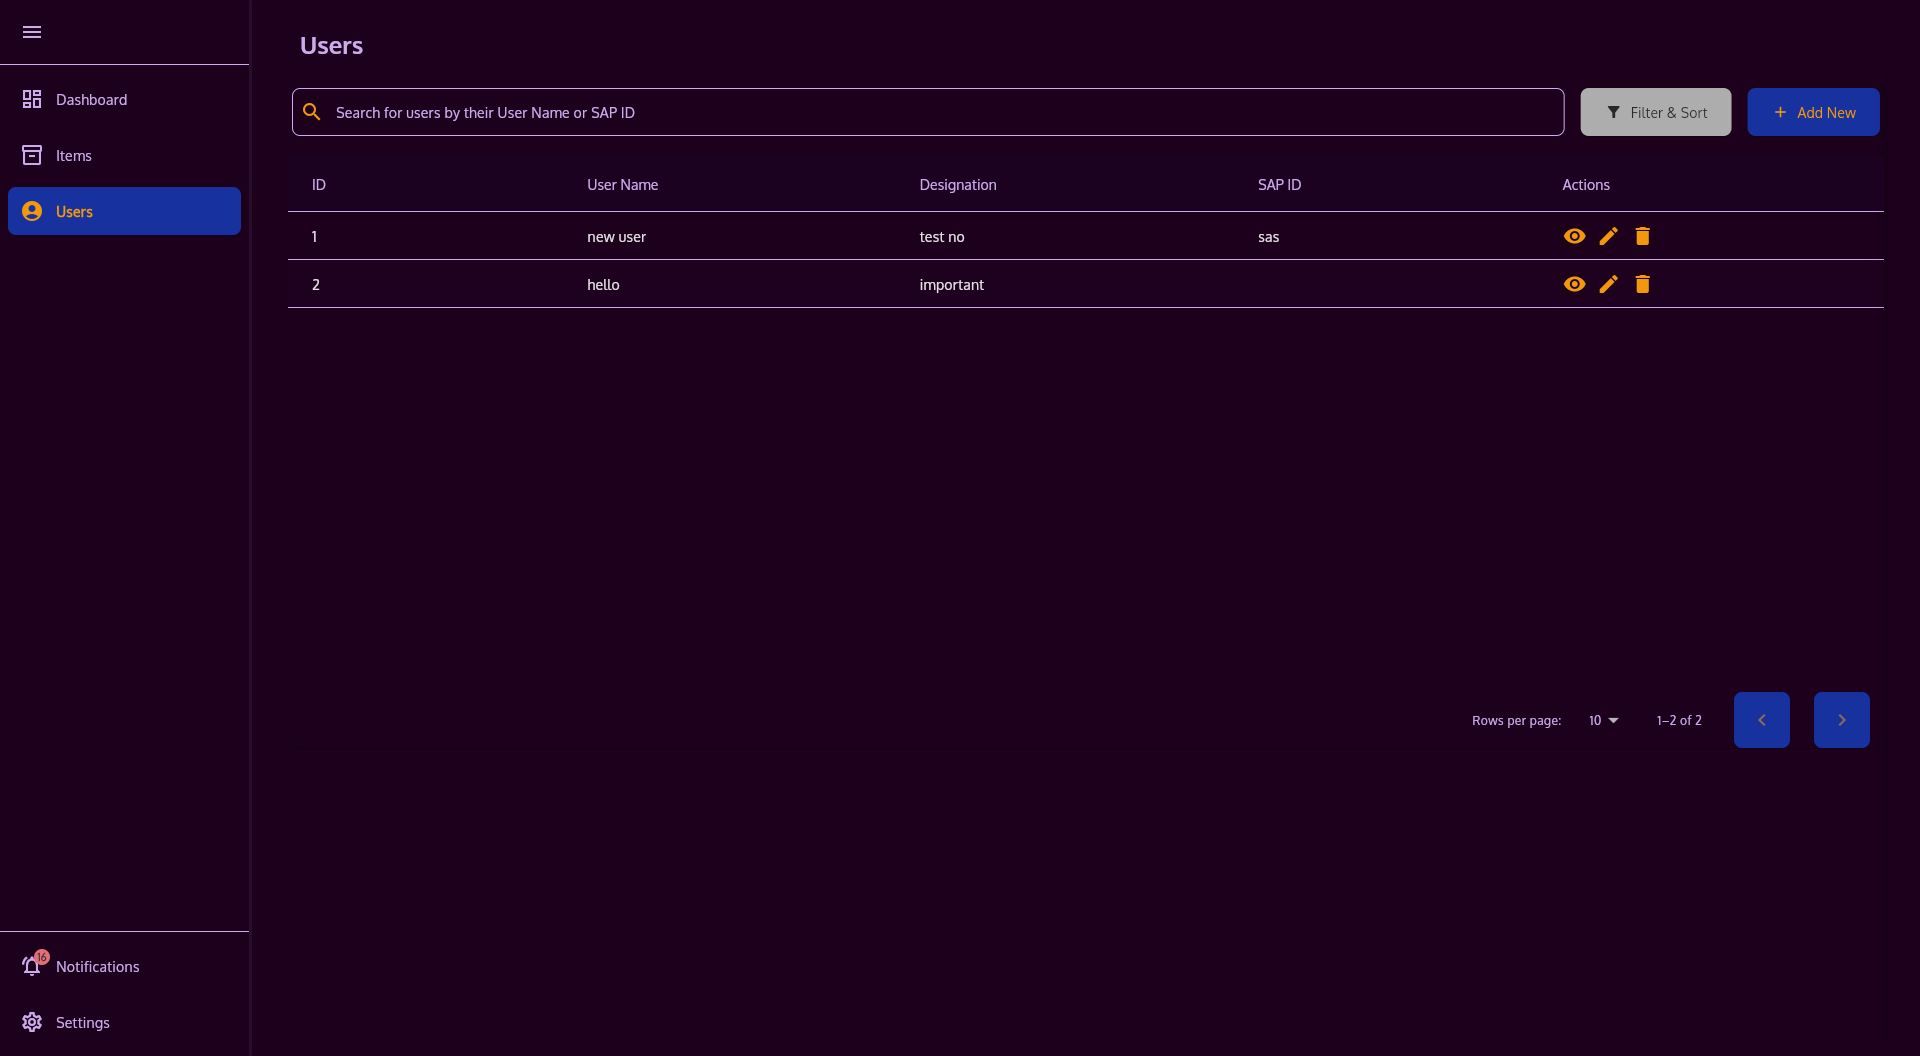 Users
Dashboard
Search for users by their User Name or SAP ID
Filter & Sort
Add New
Items
ID User Name Designation SAP ID Actions
Users
1 new user test no sas
2 hello important
Rows per page: 10 1–2 of 2
16
Notifications
Settings